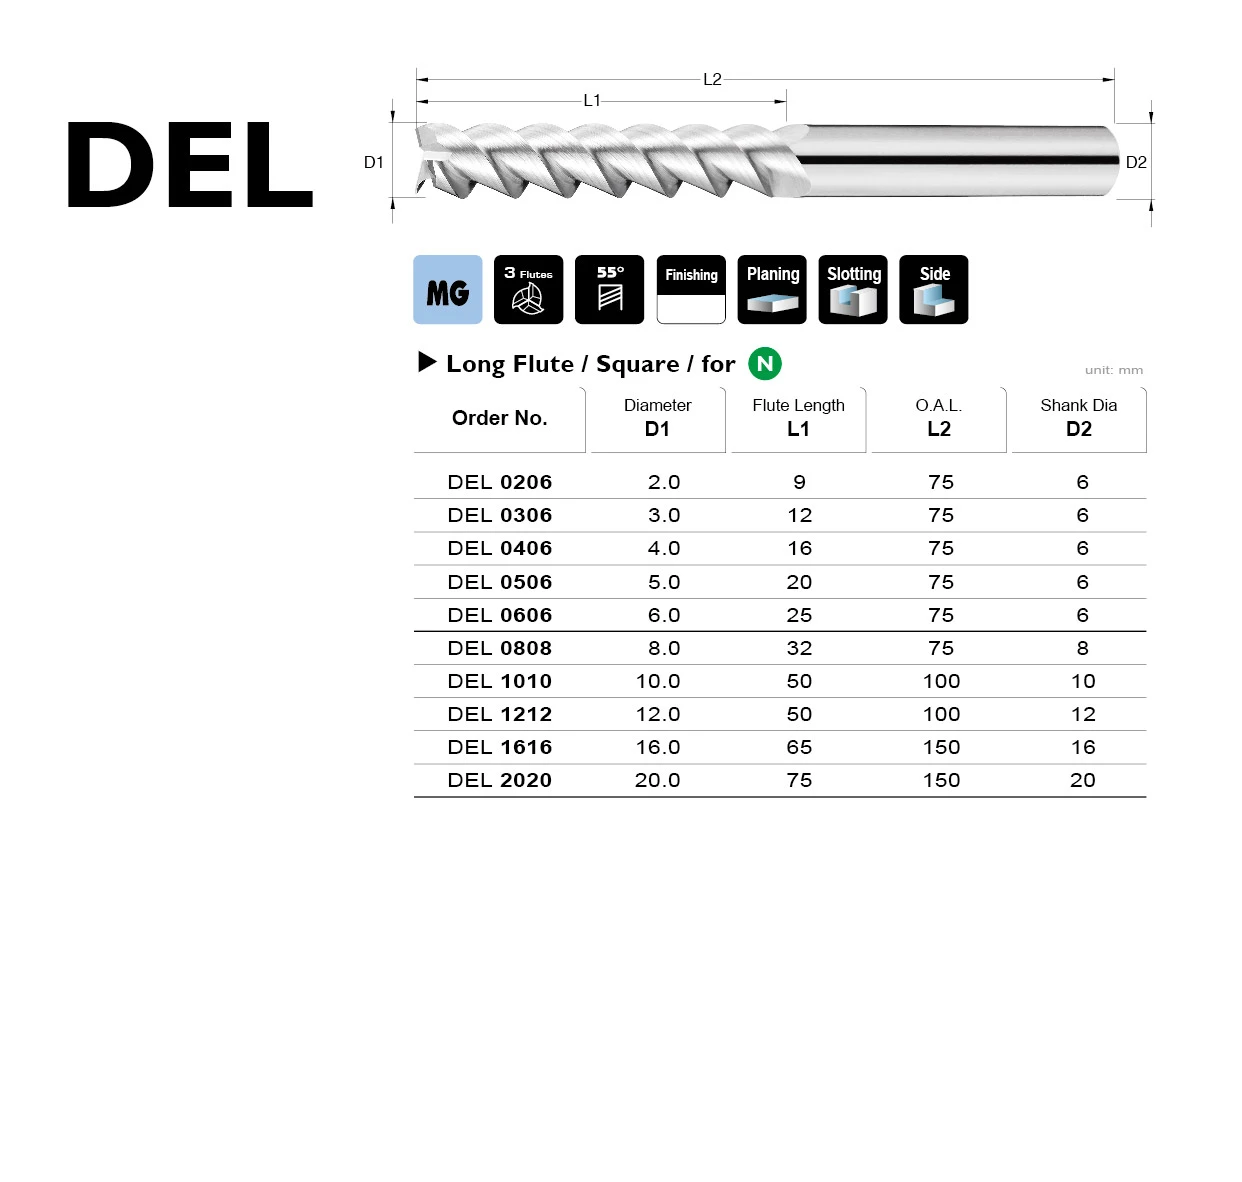 DEL
L2
L1
D1
D2
MG
3 Flutes
55°
Finishing
Planing
Slotting
Side
Long Flute / Square / for N
unit: mm
Order No. Diameter D1 Flute Length L1 O.A.L. L2 Shank Dia D2
DEL 0206 2.0 9 75 6
DEL 0306 3.0 12 75 6
DEL 0406 4.0 16 75 6
DEL 0506 5.0 20 75 6
DEL 0606 6.0 25 75 6
DEL 0808 8.0 32 75 8
DEL 1010 10.0 50 100 10
DEL 1212 12.0 50 100 12
DEL 1616 16.0 65 150 16
DEL 2020 20.0 75 150 20